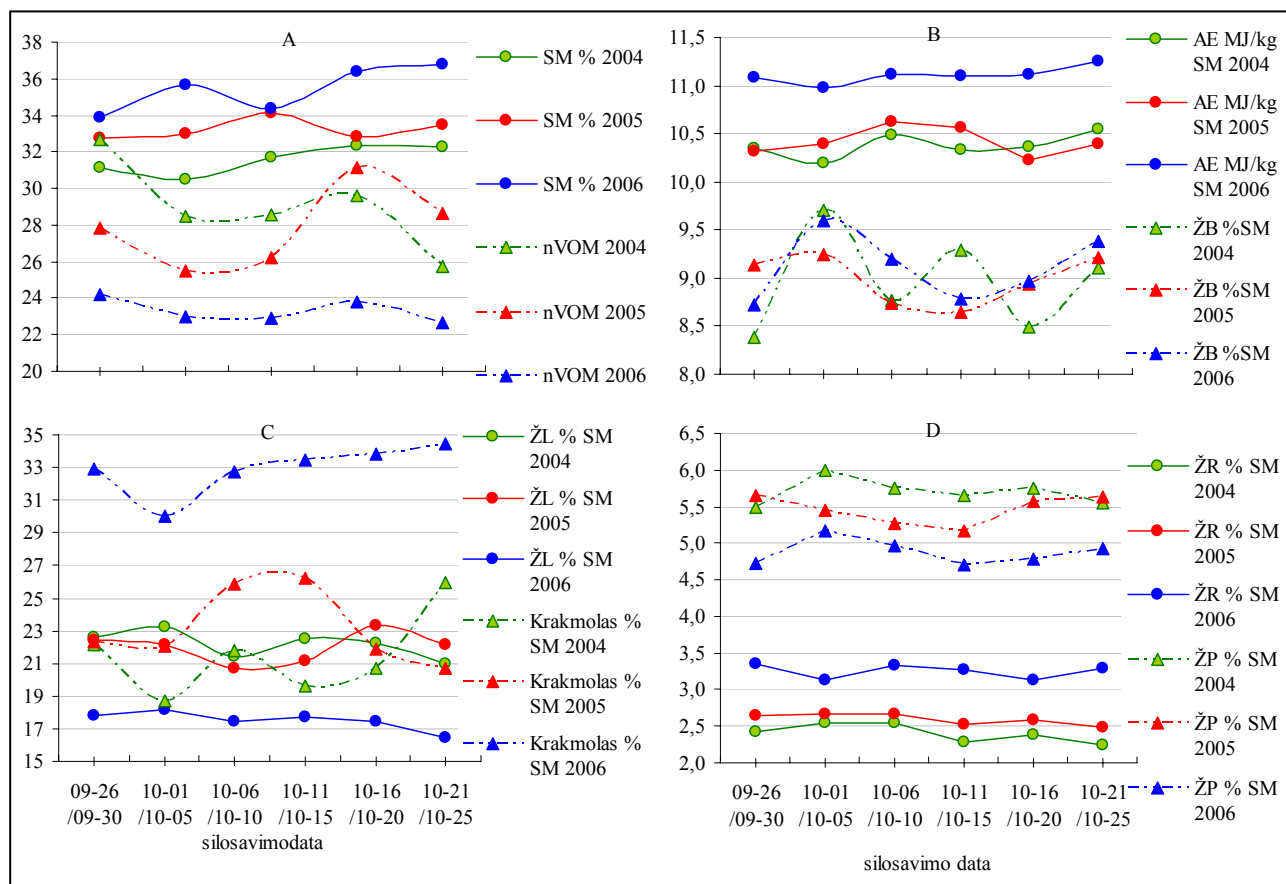 A
38
36
34
32
30
28
26
24
22
20
SM % 2004
SM % 2005
SM % 2006
nVOM 2004
nVOM 2005
nVOM 2006
B
11,5
11,0
10,5
10,0
9,5
9,0
8,5
8,0
AE MJ/kg
SM 2004
AE MJ/kg
SM 2005
AE MJ/kg
SM 2006
ŽB %SM
2004
ŽB %SM
2005
ŽB %SM
2006
C
35
33
31
29
27
25
23
21
19
17
15
09-26 10-01 10-06 10-11 10-16 10-21
/09-30 /10-05 /10-10 /10-15 /10-20 /10-25
silosavimodata
ŽL % SM
2004
ŽL % SM
2005
ŽL % SM
2006
Krakmolas %
SM 2004
Krakmolas %
SM 2005
Krakmolas %
SM 2006
D
6,5
6,0
5,5
5,0
4,5
4,0
3,5
3,0
2,5
2,0
09-26 10-01 10-06 10-11 10-16 10-21
/09-30 /10-05 /10-10 /10-15 /10-20 /10-25
silosavimo data
ŽR % SM
2004
ŽR % SM
2005
ŽR % SM
2006
ŽP % SM
2004
ŽP % SM
2005
ŽP % SM
2006